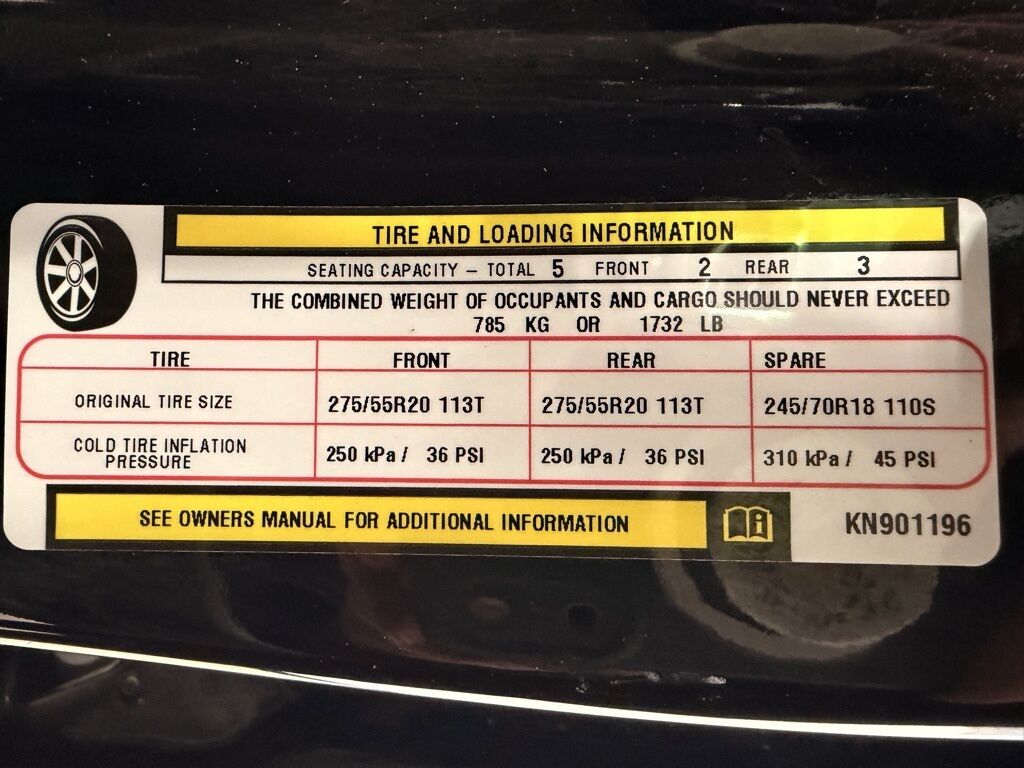 TIRE AND LOADING INFORMATION
SEATING CAPACITY – TOTAL 5 FRONT 2 REAR 3
THE COMBINED WEIGHT OF OCCUPANTS AND CARGO SHOULD NEVER EXCEED
785 KG OR 1732 LB
TIRE FRONT REAR SPARE
ORIGINAL TIRE SIZE 275/55R20 113T 275/55R20 113T 245/70R18 110S
COLD TIRE INFLATION
PRESSURE 250 kPa / 36 PSI 250 kPa / 36 PSI 310 kPa / 45 PSI
SEE OWNERS MANUAL FOR ADDITIONAL INFORMATION
KN901196